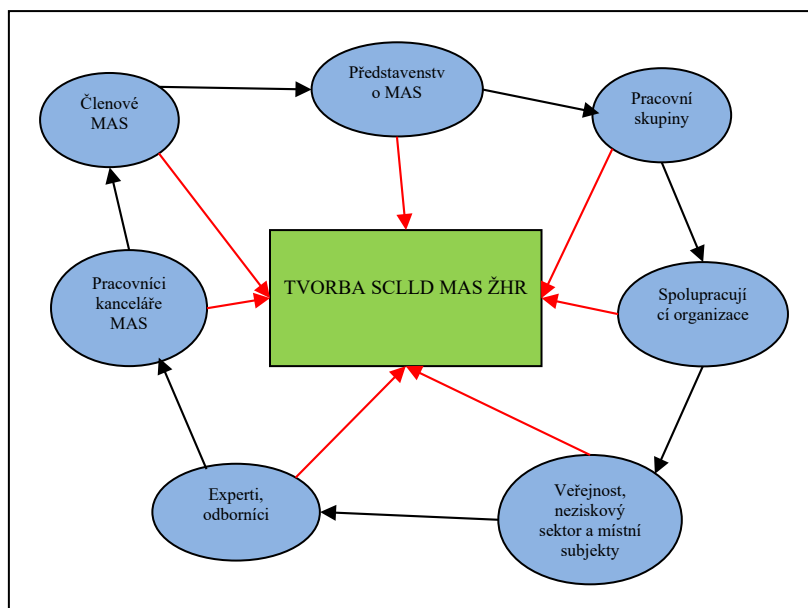 Představenstv
o MAS
Členové
MAS
Pracovní
skupiny
TVORBA SCLLD MAS ŽHR
Pracovníci
kanceláře
MAS
Spolupracují
cí organizace
Experti,
odborníci
Veřejnost,
neziskový
sektor a místní
subjekty